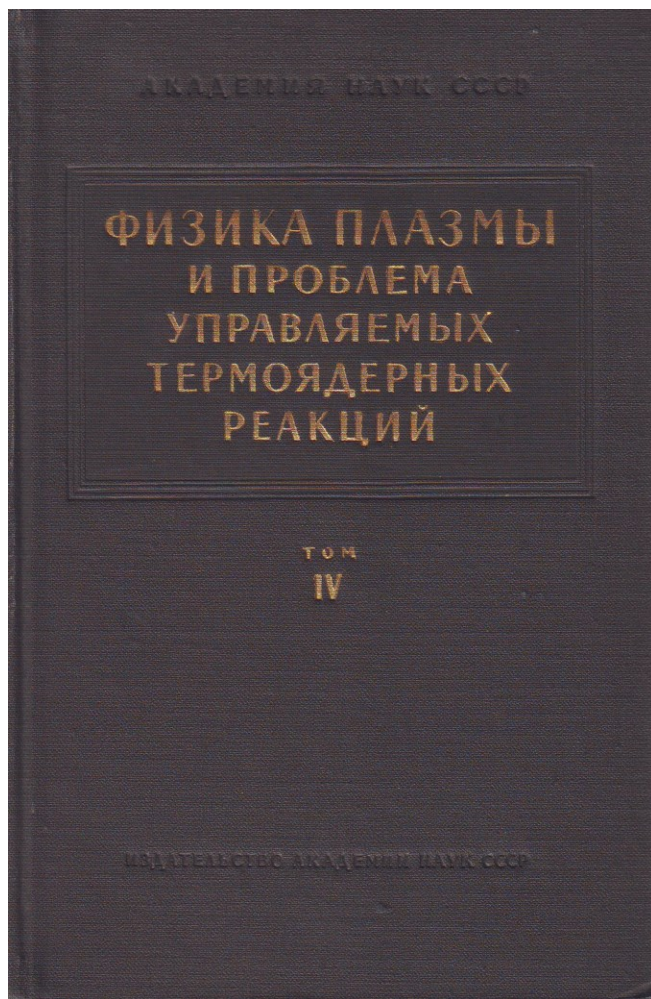 АКАДЕМИЯ НАУК СССР
ФИЗИКА ПЛАЗМЫ
И ПРОБЛЕМА
УПРАВЛЯЕМЫХ
ТЕРМОЯДЕРНЫХ
РЕАКЦИЙ
ТОМ
IV
ИЗДАТЕЛЬСТВО АКАДЕМИИ НАУК СССР